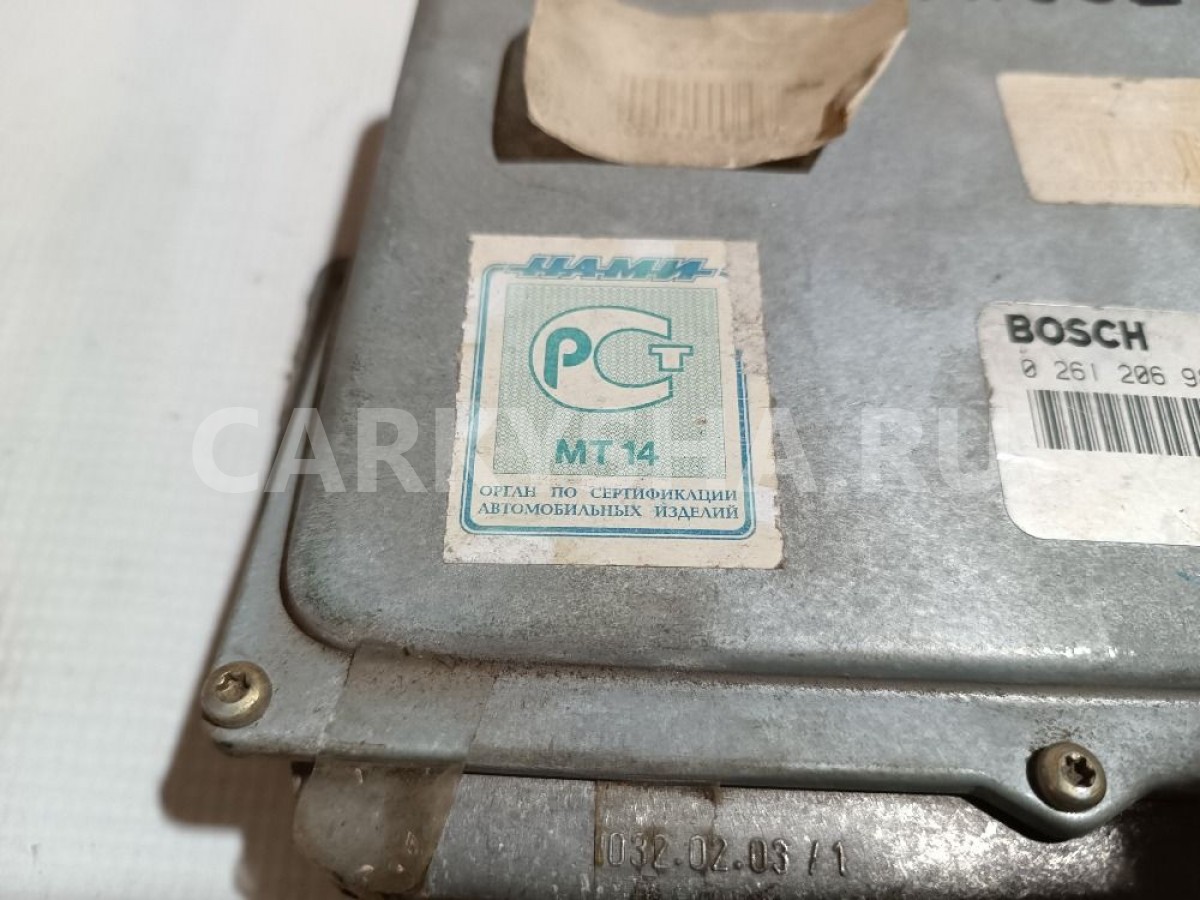 НАМИ
РСТ
МТ 14
ОРГАН ПО СЕРТИФИКАЦИИ
АВТОМОБИЛЬНЫХ ИЗДЕЛИЙ
BOSCH
0 261 206
032.02.03/1